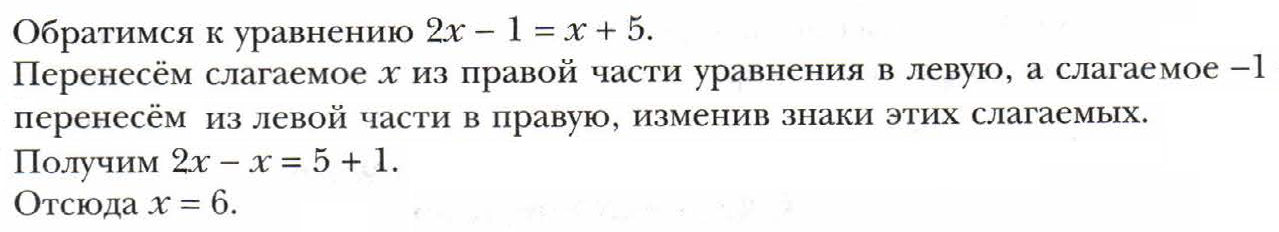 Обратимся к уравнению 2x − 1 = x + 5.
Перенесём слагаемое x из правой части уравнения в левую, а слагаемое −1
перенесём из левой части в правую, изменив знаки этих слагаемых.
Получим 2x − x = 5 + 1.
Отсюда x = 6.